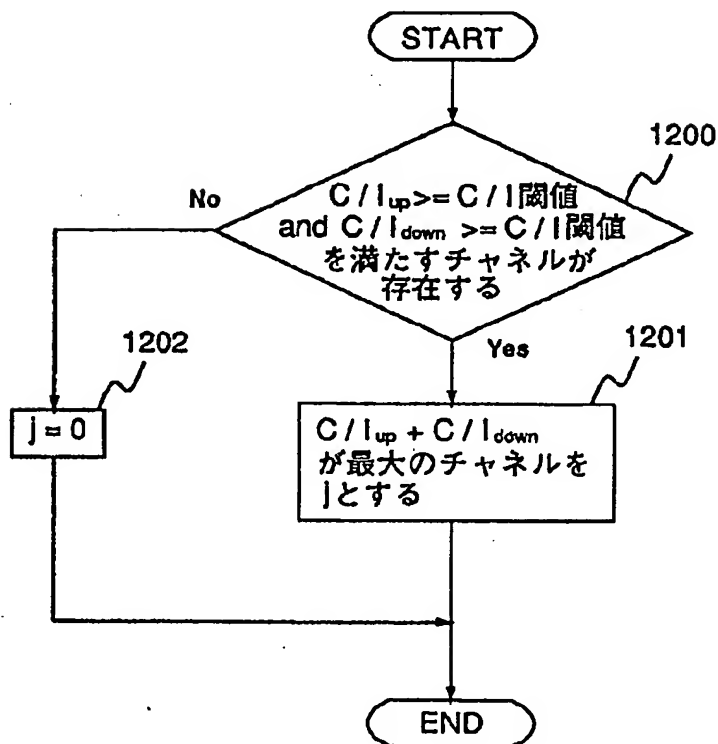 START
1200
C/Iup>=C/I閾値
and C/Idown >=C/I閾値
を満たすチャネルが
存在する
No
Yes
1202
j=0
1201
C/Iup + C/Idown
が最大のチャネルを
jとする
END